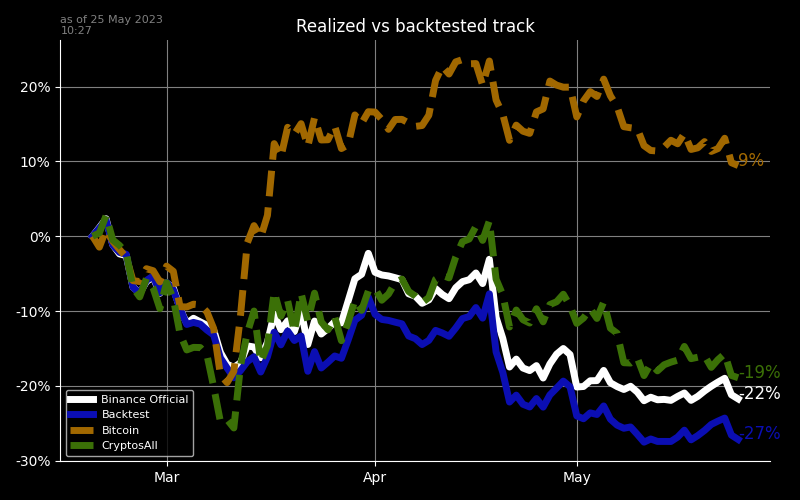 as of 25 May 2023
10:27
Realized vs backtested track
20%
10%
0%
-10%
-20%
-30%
9%
-19%
-22%
-27%
Binance Official
Backtest
Bitcoin
CryptosAll
Mar
Apr
May